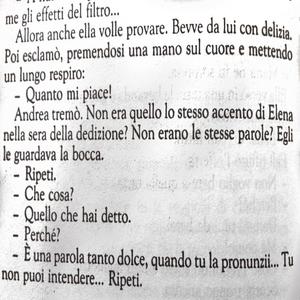 me gli effetti del filtro...
Allora anche ella volle provare. Bevve da lui con delizia.
Poi esclamò, premendosi una mano sul cuore e mettendo
un lungo respiro:
– Quanto mi piace!
Andrea tremò. Non era quello lo stesso accento di Elena
nella sera della dedizione? Non erano le stesse parole? Egli
le guardava la bocca.
– Ripeti.
– Che cosa?
– Quello che hai detto.
– Perché?
– È una parola tanto dolce, quando tu la pronunzii... Tu
non puoi intendere... Ripeti.